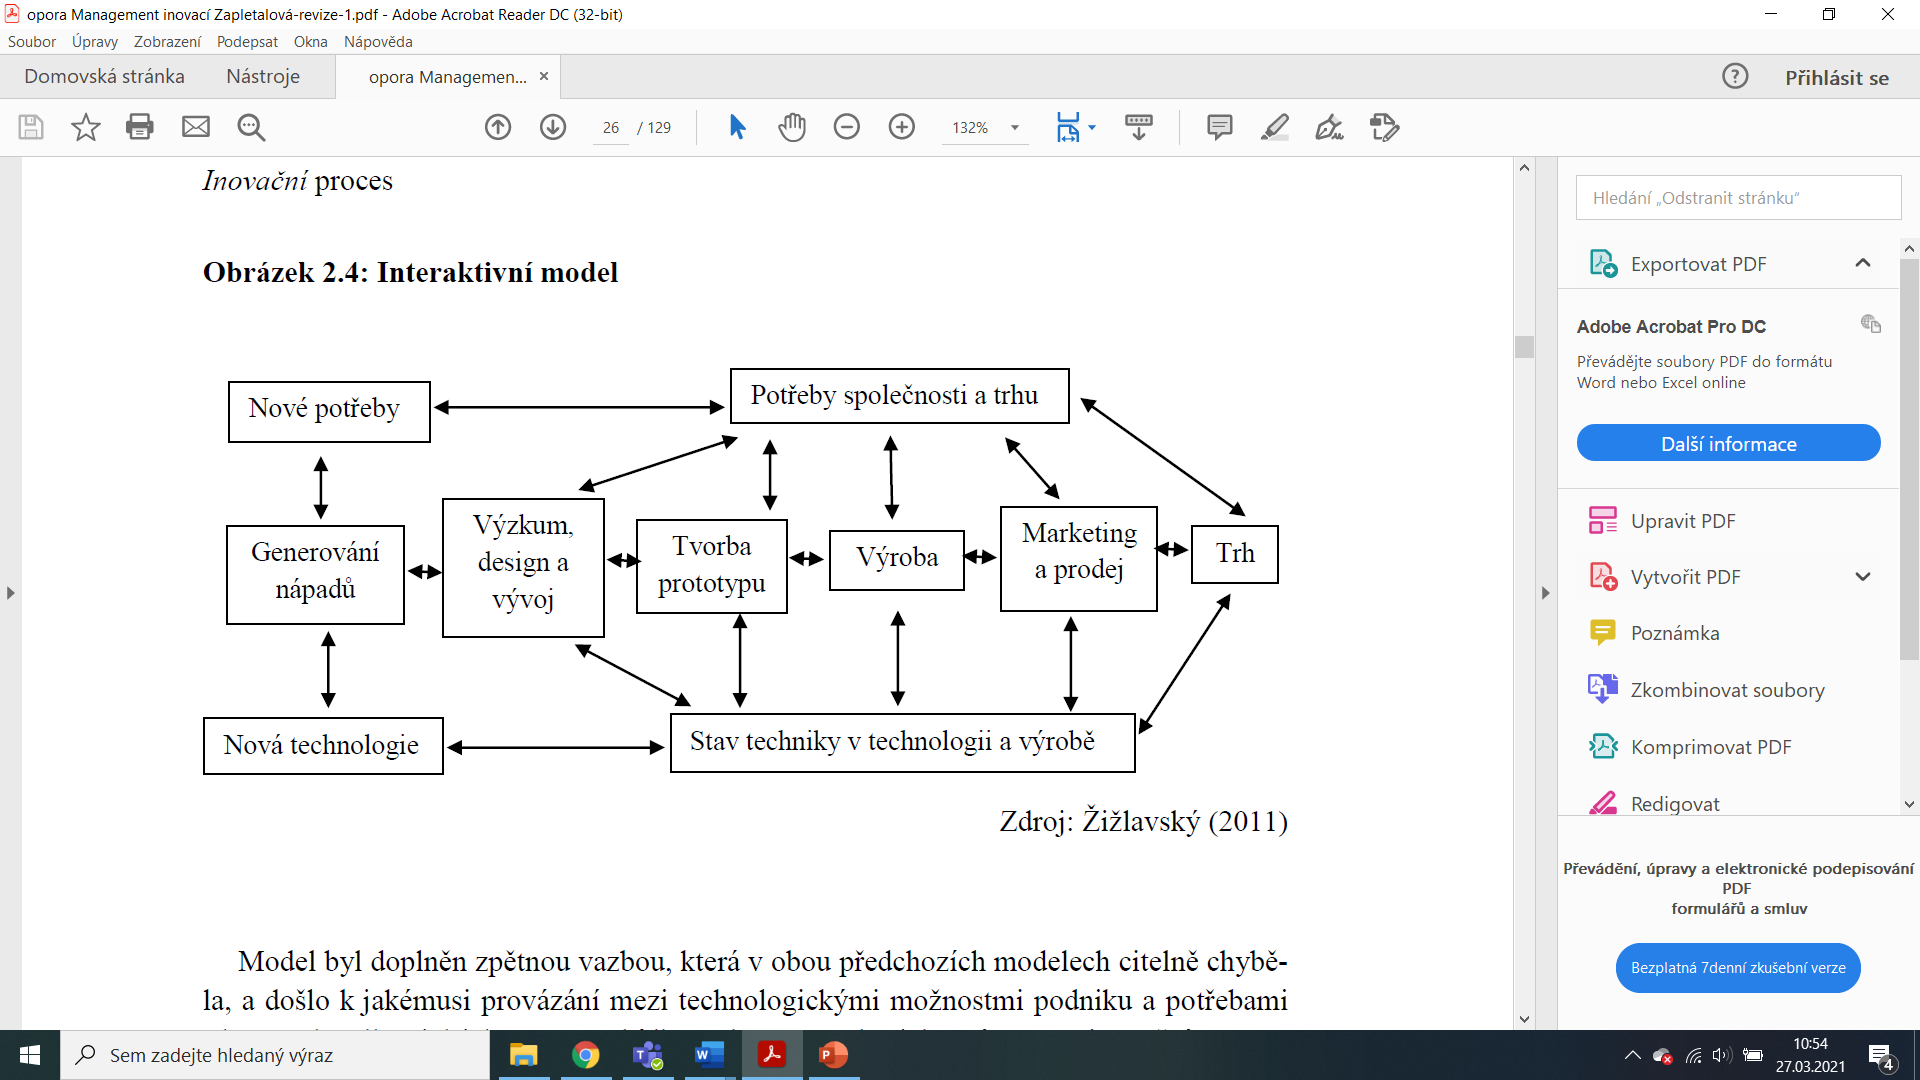 opora Management inovací Zapletalová-revize-1.pdf - Adobe Acrobat Reader DC (32-bit)
Soubor Úpravy Zobrazení Podepsat Okna Nápověda
Domovská stránka Nástroje opora Managemen... × ? Přihlásit se
26 / 129 132%
Inovační proces
Obrázek 2.4: Interaktivní model
Nové potřeby
Potřeby společnosti a trhu
Generování
nápadů
Výzkum,
design a
vývoj
Tvorba
prototypu
Výroba
Marketing
a prodej
Trh
Nová technologie
Stav techniky v technologii a výrobě
Zdroj: Žižlavský (2011)
Model byl doplněn zpětnou vazbou, která v obou předchozích modelech citelně chybě-
la, a došlo k jakémusi provázání mezi technologickými možnostmi podniku a potřebami
Hledání „Odstranit stránku“
Exportovat PDF
Adobe Acrobat Pro DC
Převádějte soubory PDF do formátu
Word nebo Excel online
Další informace
Upravit PDF
Vytvořit PDF
Poznámka
Zkombinovat soubory
Komprimovat PDF
Redigovat
Převádění, úpravy a elektronické podepisování
PDF
formulářů a smluv
Bezplatná 7denní zkušební verze
Sem zadejte hledaný výraz
10:54
27.03.2021
4